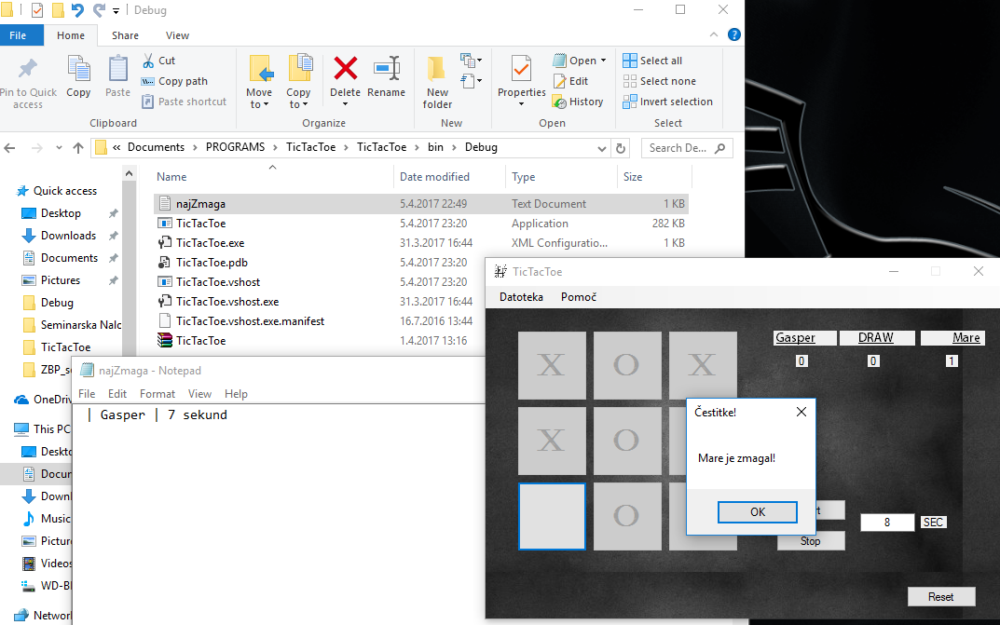 Debug
File Home Share View
Pin to Quick access
Copy
Paste
Cut
Copy path
Paste shortcut
Clipboard
Move to
Copy to
Delete
Rename
Organize
New folder
New
Properties
Open
Edit
History
Open
Select all
Select none
Invert selection
Select
« Documents > PROGRAMS > TicTacToe > TicTacToe > bin > Debug
Search De...
Quick access
Desktop
Downloads
Documents
Pictures
Debug
Seminarska Nalo
TicTacToe
ZBP_s
OneDriv
This PC
Deskto
Docum
Downl
Music
Picture
Videos
WD-Bl
Network
Name Date modified Type Size
najZmaga 5.4.2017 22:49 Text Document 1 KB
TicTacToe 5.4.2017 23:20 Application 282 KB
TicTacToe.exe 31.3.2017 16:44 XML Configuratio... 1 KB
TicTacToe.pdb 5.4.2017 23:20
TicTacToe.vshost 5.4.2017 23:20
TicTacToe.vshost.exe 31.3.2017 16:44
TicTacToe.vshost.exe.manifest 16.7.2016 13:44
TicTacToe 1.4.2017 13:16
najZmaga - Notepad
File Edit Format View Help
| Gasper | 7 sekund
TicTacToe
Datoteka Pomoč
X O X
X O
O
Gasper DRAW Mare
0 0 1
Čestitke!
Mare je zmagal!
OK
rt
Stop
8 SEC
Reset